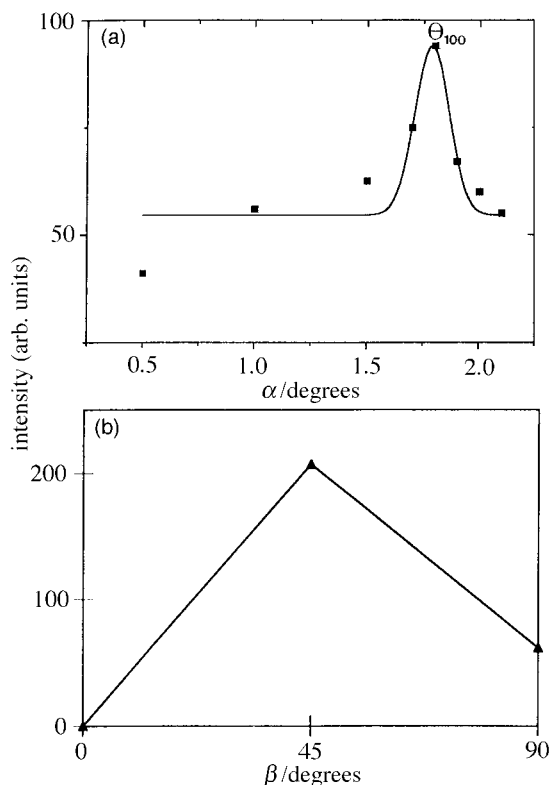 100
(a)
Θ100
50
0.5 1.0 1.5 2.0
α/degrees
intensity (arb. units)
(b)
200
100
0
0 45 90
β/degrees